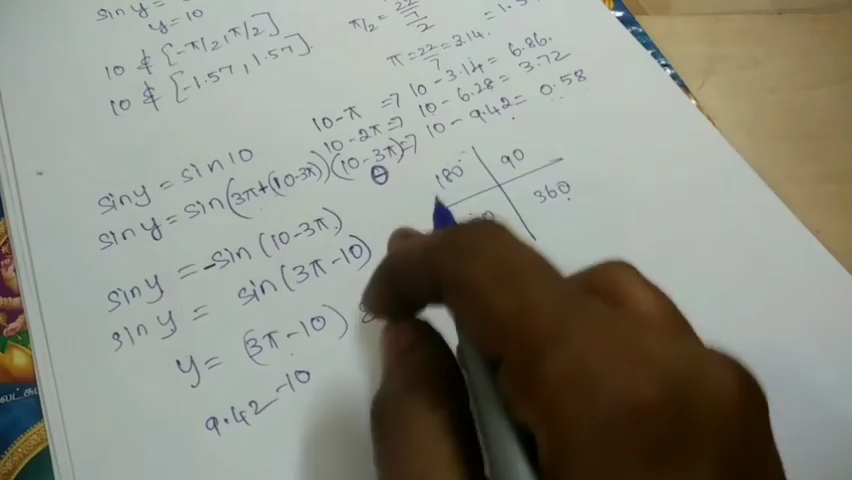 sin y =
y = 10
10 ∉ [-π/2, π/2]
10 ∉ [-1.57, 1.57].
π/2 = 22/7/2 = 1.5
π = 22/7 = 3.14.
10-π => 10-3.14 = 6.86.
10-2π => 10-6.28 = 3.72
10-3π) => 10-9.42 = 0.58
sin y = sin 10
sin y = sin(3π+(10-3π)) θ
180° 90
360
sin y = -sin(10-3π)
sin y = sin(3π-10)
y = (3π-10)
9.42-10